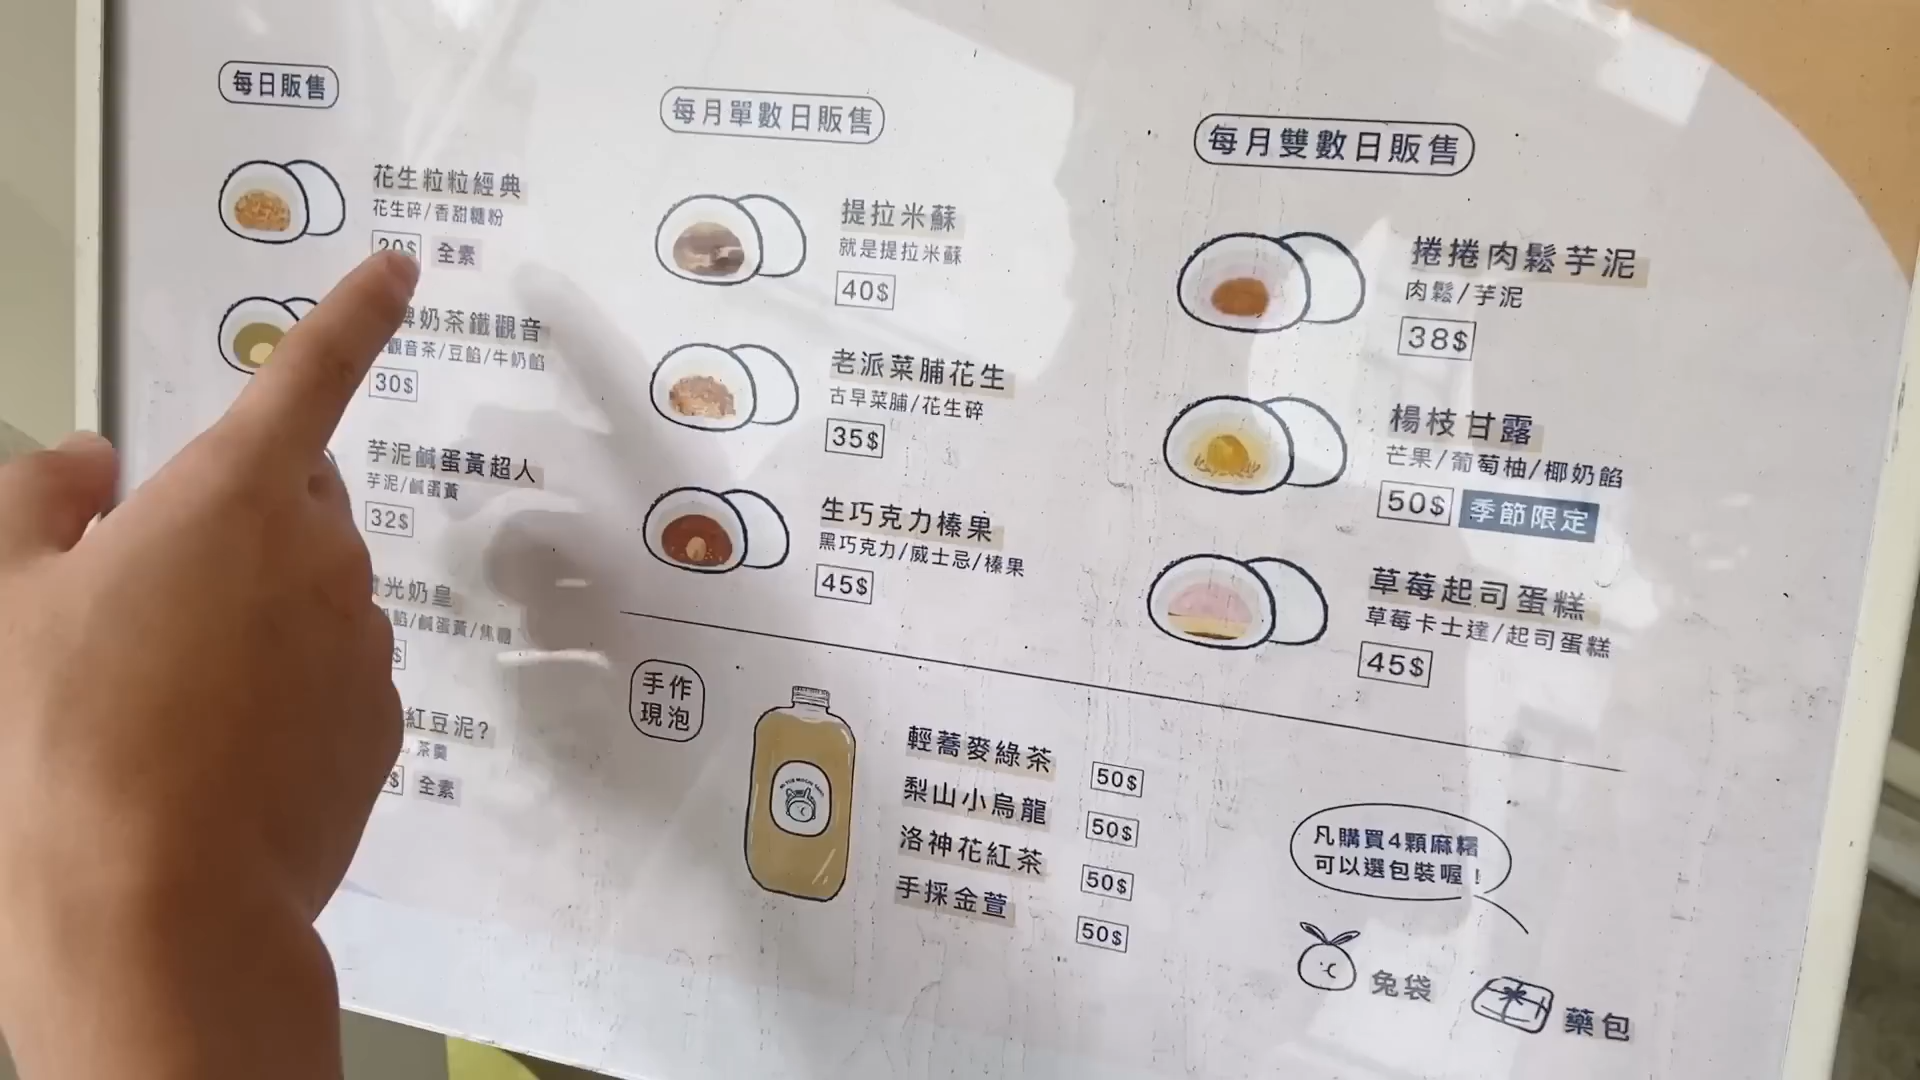 每日販售
花生粒粒經典
花生碎/香甜糖粉
20$ 全素
奶茶鐵觀音
觀音茶/豆餡/牛奶餡
30$
芋泥鹹蛋黃超人
芋泥/鹹蛋黃
32$
光奶皇
餡/鹹蛋黃/焦糖
$
紅豆泥?
茶羹
$ 全素
每月單數日販售
提拉米蘇
就是提拉米蘇
40$
老派菜脯花生
古早菜脯/花生碎
35$
生巧克力榛果
黑巧克力/威士忌/榛果
45$
每月雙數日販售
捲捲肉鬆芋泥
肉鬆/芋泥
38$
楊枝甘露
芒果/葡萄柚/椰奶餡
50$ 季節限定
草莓起司蛋糕
草莓卡士達/起司蛋糕
45$
手作
現泡
輕蕎麥綠茶 50$
梨山小烏龍 50$
洛神花紅茶 50$
手採金萱 50$
凡購買4顆麻糬
可以選包裝喔!
兔袋
藥包